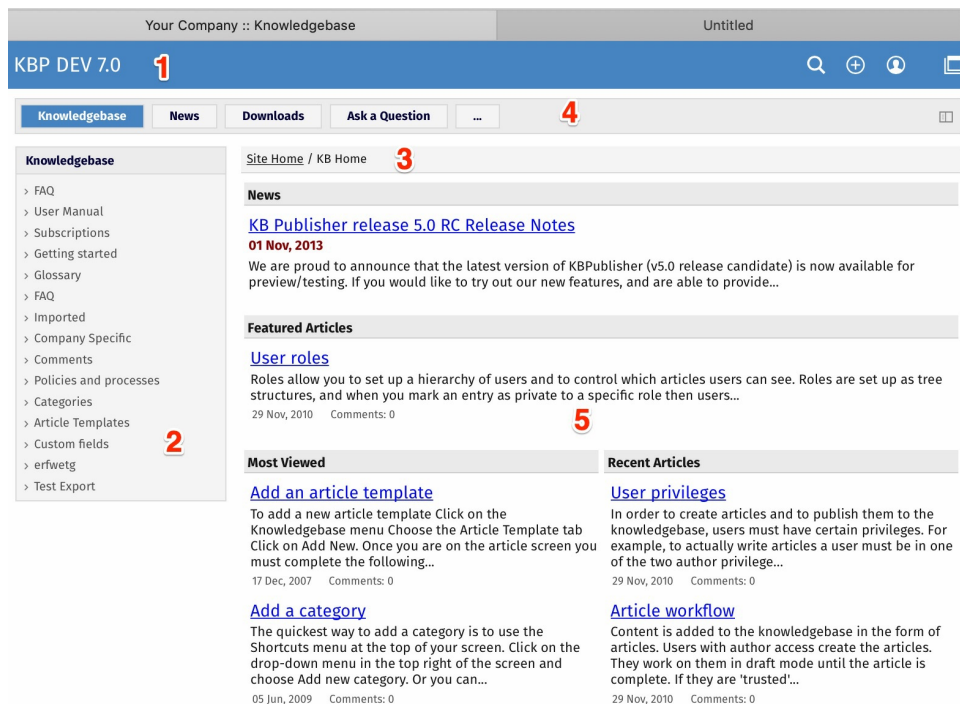 Your Company :: Knowledgebase
Untitled
KBP DEV 7.0
1
Knowledgebase
News
Downloads
Ask a Question
...
4
Knowledgebase
> FAQ
> User Manual
> Subscriptions
> Getting started
> Glossary
> FAQ
> Imported
> Company Specific
> Comments
> Policies and processes
> Categories
> Article Templates
> Custom fields
> erfwetg
> Test Export
2
Site Home / KB Home
3
News
KB Publisher release 5.0 RC Release Notes
01 Nov, 2013
We are proud to announce that the latest version of KBPublisher (v5.0 release candidate) is now available for
preview/testing. If you would like to try out our new features, and are able to provide...
Featured Articles
User roles
Roles allow you to set up a hierarchy of users and to control which articles users can see. Roles are set up as tree
structures, and when you mark an entry as private to a specific role then users...
29 Nov, 2010 Comments: 0
5
Most Viewed
Add an article template
To add a new article template Click on the
Knowledgebase menu Choose the Article Template tab
Click on Add New. Once you are on the article screen you
must complete the following...
17 Dec, 2007 Comments: 0
Add a category
The quickest way to add a category is to use the
Shortcuts menu at the top of your screen. Click on the
drop-down menu in the top right of the screen and
choose Add new category. Or you can...
05 Jun, 2009 Comments: 0
Recent Articles
User privileges
In order to create articles and to publish them to the
knowledgebase, users must have certain privileges. For
example, to actually write articles a user must be in one
of the two author privilege...
29 Nov, 2010 Comments: 0
Article workflow
Content is added to the knowledgebase in the form of
articles. Users with author access create the articles.
They work on them in draft mode until the article is
complete. If they are 'trusted'...
29 Nov, 2010 Comments: 0